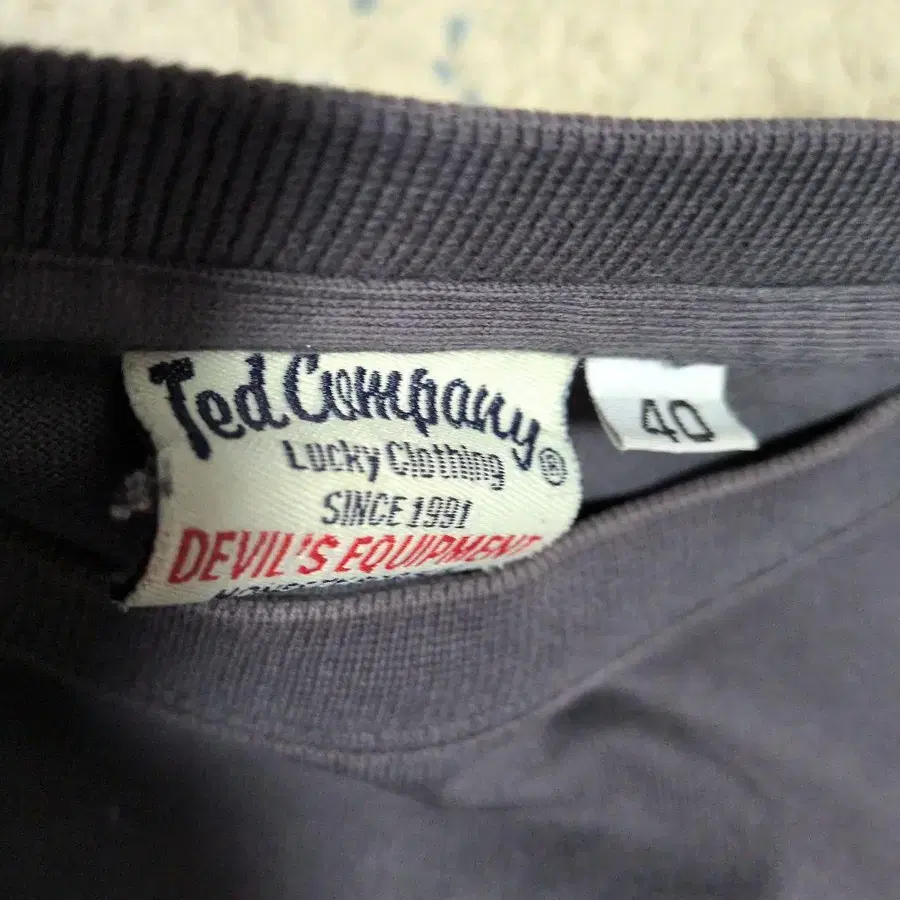 Ted Company
Lucky Clothing ®
SINCE 1991
DEVIL'S EQUIPMENT
40